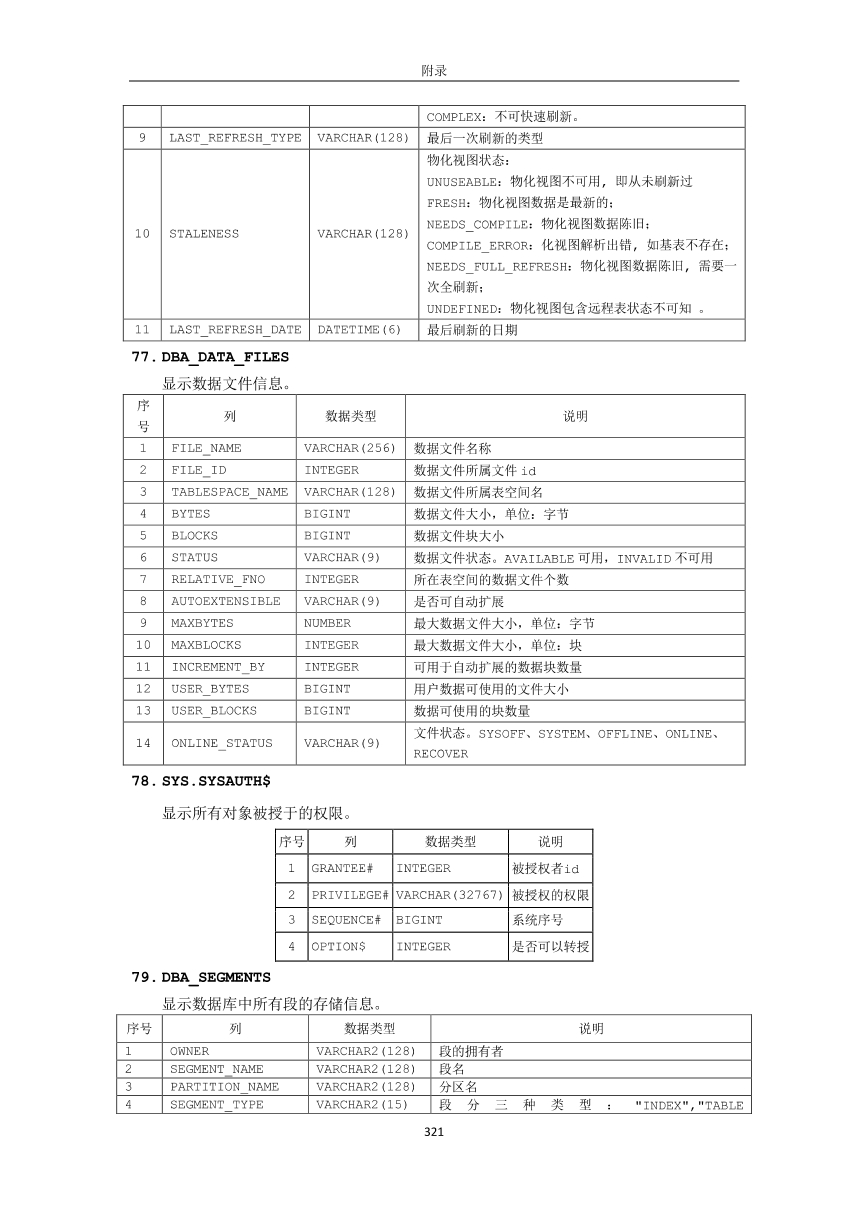 附录
COMPLEX：不可快速刷新。
9 LAST_REFRESH_TYPE VARCHAR(128) 最后一次刷新的类型
10 STALENESS VARCHAR(128) 物化视图状态：
UNUSEABLE：物化视图不可用，即从未刷新过
FRESH：物化视图数据是最新的；
NEEDS_COMPILE：物化视图数据陈旧；
COMPILE_ERROR：化视图解析出错，如基表不存在；
NEEDS_FULL_REFRESH：物化视图数据陈旧，需要一
次全刷新；
UNDEFINED：物化视图包含远程表状态不可知 。
11 LAST_REFRESH_DATE DATETIME(6) 最后刷新的日期
77. DBA_DATA_FILES
显示数据文件信息。
序号 列 数据类型 说明
1 FILE_NAME VARCHAR(256) 数据文件名称
2 FILE_ID INTEGER 数据文件所属文件 id
3 TABLESPACE_NAME VARCHAR(128) 数据文件所属表空间名
4 BYTES BIGINT 数据文件大小，单位：字节
5 BLOCKS BIGINT 数据文件块大小
6 STATUS VARCHAR(9) 数据文件状态。AVAILABLE 可用，INVALID 不可用
7 RELATIVE_FNO INTEGER 所在表空间的数据文件个数
8 AUTOEXTENSIBLE VARCHAR(9) 是否可自动扩展
9 MAXBYTES NUMBER 最大数据文件大小，单位：字节
10 MAXBLOCKS INTEGER 最大数据文件大小，单位：块
11 INCREMENT_BY INTEGER 可用于自动扩展的数据块数量
12 USER_BYTES BIGINT 用户数据可使用的文件大小
13 USER_BLOCKS BIGINT 数据可使用的块数量
14 ONLINE_STATUS VARCHAR(9) 文件状态。SYSOFF、SYSTEM、OFFLINE、ONLINE、
RECOVER
78. SYS.SYSAUTH$
显示所有对象被授于的权限。
序号 列 数据类型 说明
1 GRANTEE# INTEGER 被授权者id
2 PRIVILEGE# VARCHAR(32767) 被授权的权限
3 SEQUENCE# BIGINT 系统序号
4 OPTION$ INTEGER 是否可以转授
79. DBA_SEGMENTS
显示数据库中所有段的存储信息。
序号 列 数据类型 说明
1 OWNER VARCHAR2(128) 段的拥有者
2 SEGMENT_NAME VARCHAR2(128) 段名
3 PARTITION_NAME VARCHAR2(128) 分区名
4 SEGMENT_TYPE VARCHAR2(15) 段 分 三 种 类 型 ： "INDEX","TABLE
321